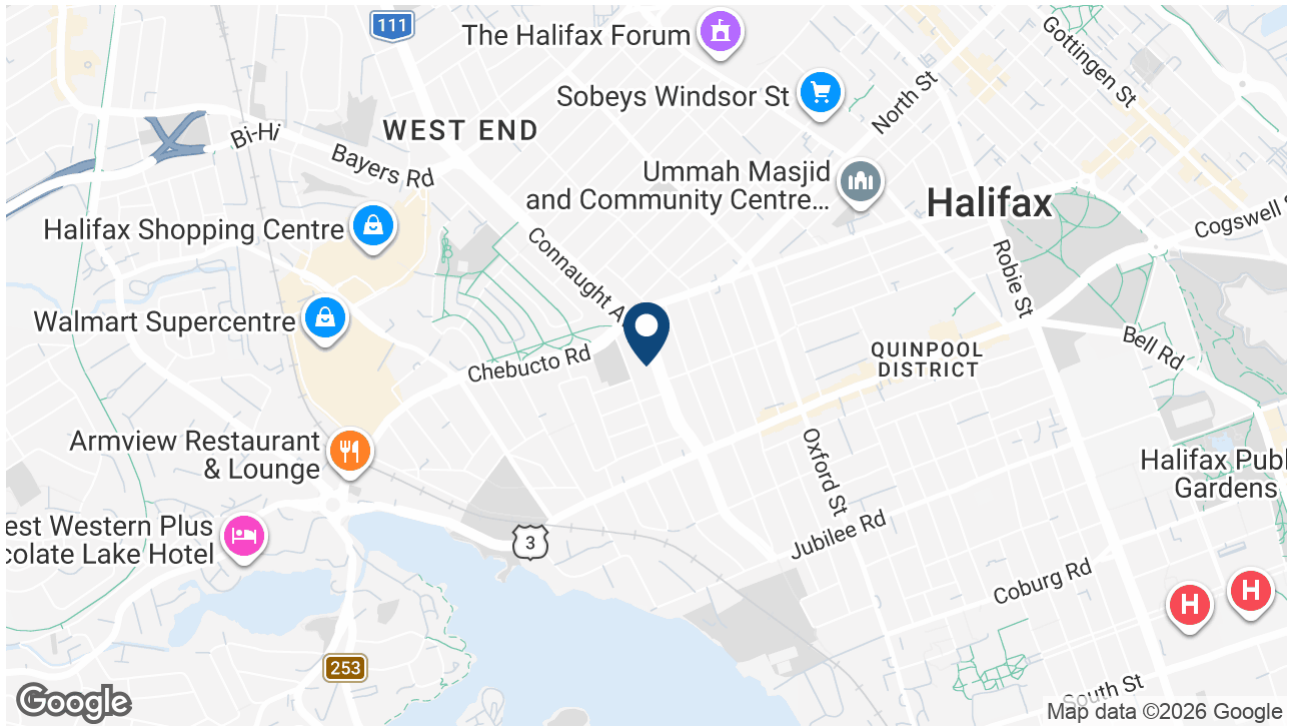 111
The Halifax Forum
Gottingen St
Sobeys Windsor St
North St
WEST END
Bi-Hi
Bayers Rd
Ummah Masjid
and Community Centre...
Halifax
Cogswell
Halifax Shopping Centre
Connaught A
Robie St
Walmart Supercentre
Bell Rd
QUINPOOL
DISTRICT
Chebucto Rd
Armview Restaurant
& Lounge
Oxford St
Halifax Publ
Gardens
est Western Plus
colate Lake Hotel
3
Jubilee Rd
Coburg Rd
H
H
253
South St
Google
Map data ©2026 Google